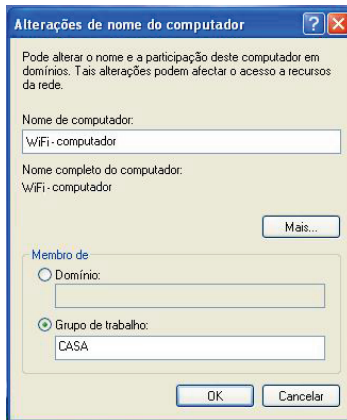 Alterações de nome do computador
Pode alterar o nome e a participação deste computador em
domínios. Tais alterações podem afectar o acesso a recursos
da rede.
Nome de computador:
WiFi-computador
Nome completo do computador:
WiFi-computador
Mais...
Membro de
Domínio:
Grupo de trabalho:
CASA
OK
Cancelar